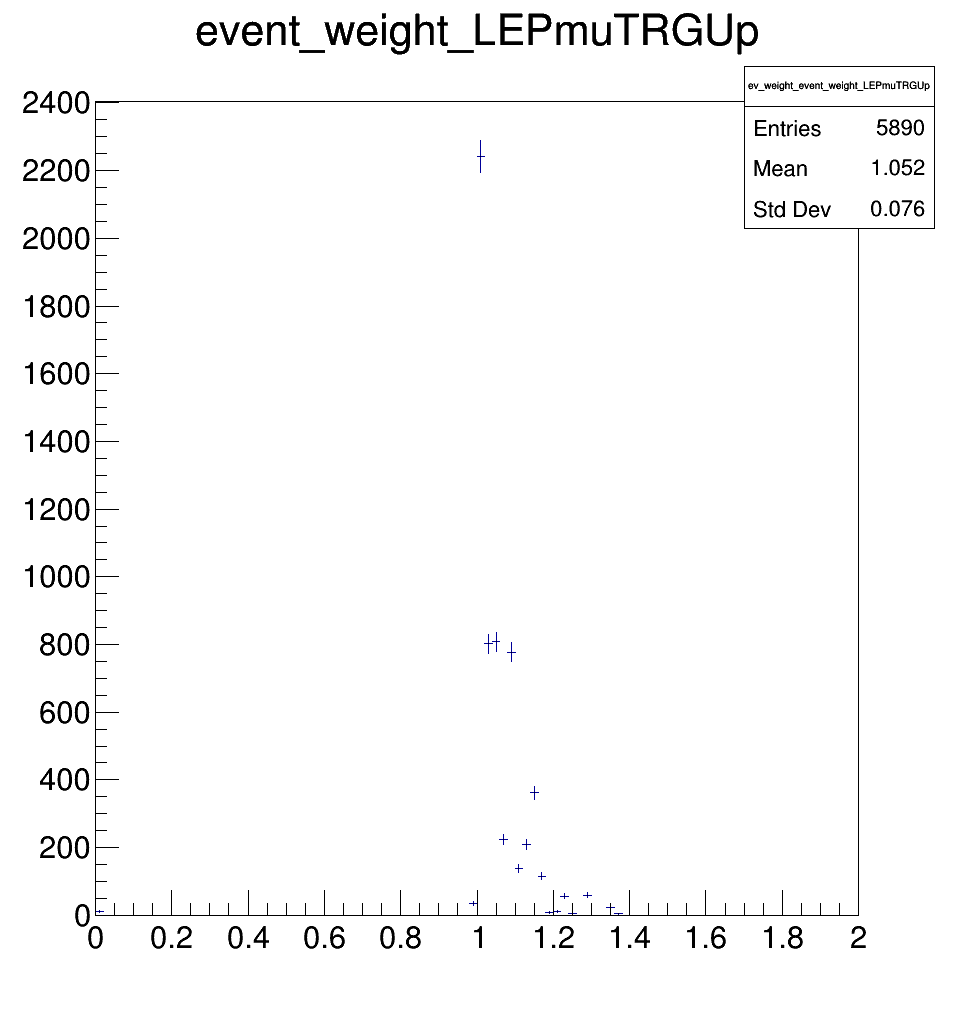 event_weight_LEPmuTRGUp
ev_weight_event_weight_LEPmuTRGUp
Entries 5890
Mean 1.052
Std Dev 0.076
2400
2200
2000
1800
1600
1400
1200
1000
800
600
400
200
0
0 0.2 0.4 0.6 0.8 1 1.2 1.4 1.6 1.8 2